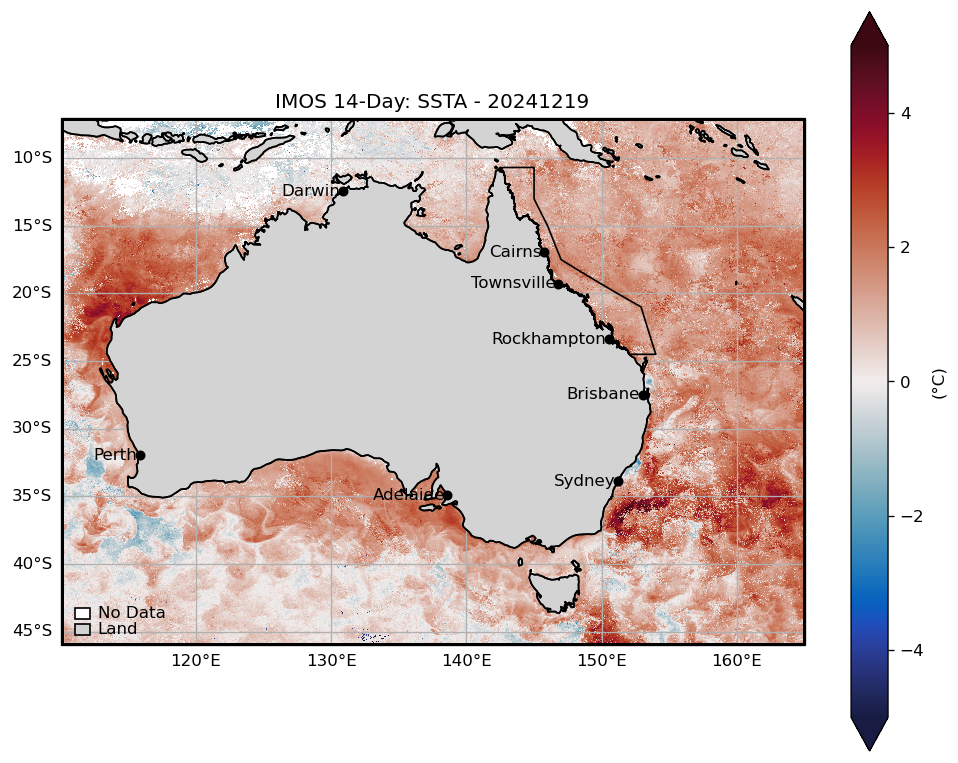 IMOS 14-Day: SSTA - 20241219
10°S
15°S
20°S
25°S
30°S
35°S
40°S
45°S
120°E
130°E
140°E
150°E
160°E
Darwin
Cairns
Townsville
Rockhampton
Brisbane
Perth
Sydney
Adelaide
No Data
Land
4
2
0
−2
−4
(°C)